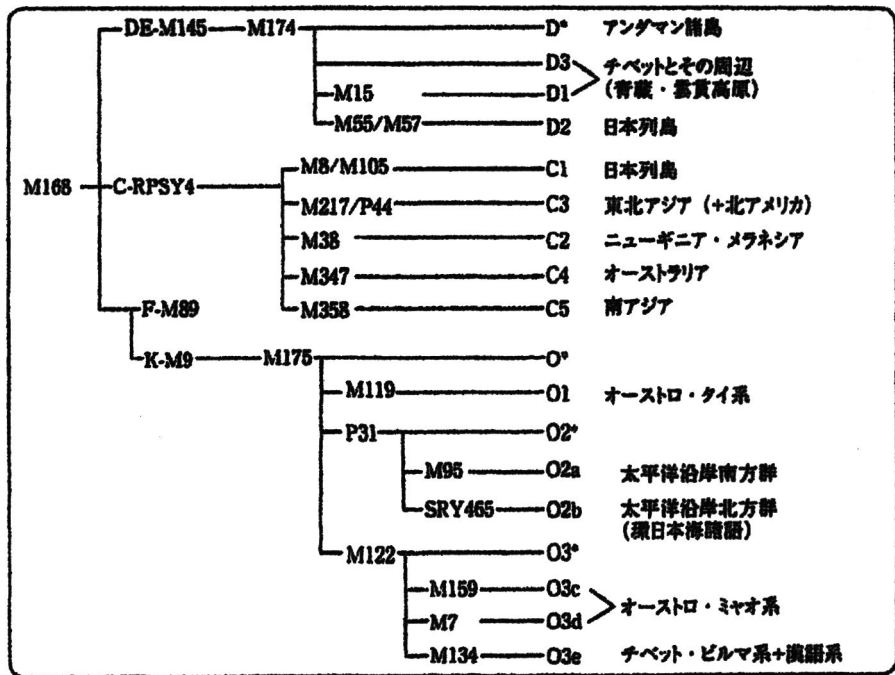 DE-M145 M174 D* アンダマン諸島
D3 チベットとその周辺
M15 D1 (青蔵・雲貴高原)
M55/M57 D2 日本列島
M8/M105 C1 日本列島
M168 C-RPSY4
M217/P44 C3 東北アジア (+北アメリカ)
M38 C2 ニューギニア・メラネシア
M347 C4 オーストラリア
F-M89 M358 C5 南アジア
K-M9 M175 O*
M119 O1 オーストロ・タイ系
P31 O2*
M95 O2a 太平洋沿岸南方群
SRY465 O2b 太平洋沿岸北方群
(環日本海諸語)
M122 O3*
M159 O3c
オーストロ・ミャオ系
M7 O3d
M134 O3e チベット・ビルマ系+漢語系